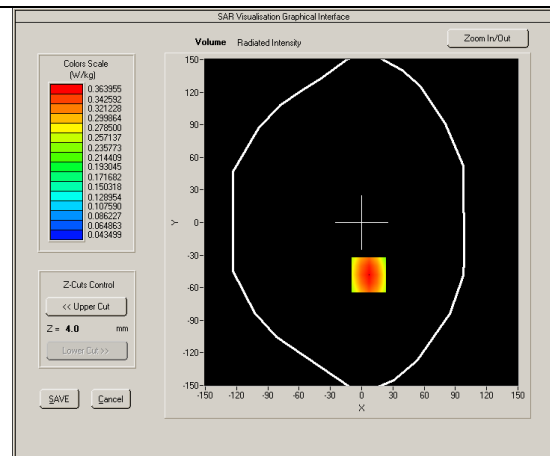 SAR Visualisation Graphical Interface
Volume Radiated Intensity
Zoom In/Out
Colors Scale
(W/kg)
0.363955
0.342592
0.321228
0.299864
0.278500
0.257137
0.235773
0.214409
0.193045
0.171682
0.150318
0.128954
0.107590
0.086227
0.064863
0.043499
Z-Cuts Control
<< Upper Cut
Z = 4.0 mm
Lower Cut >>
SAVE Cancel
150
120
90
60
30
0
-30
-60
-90
-120
-150
Y
-150 -120 -90 -60 -30 0 30 60 90 120 150
X